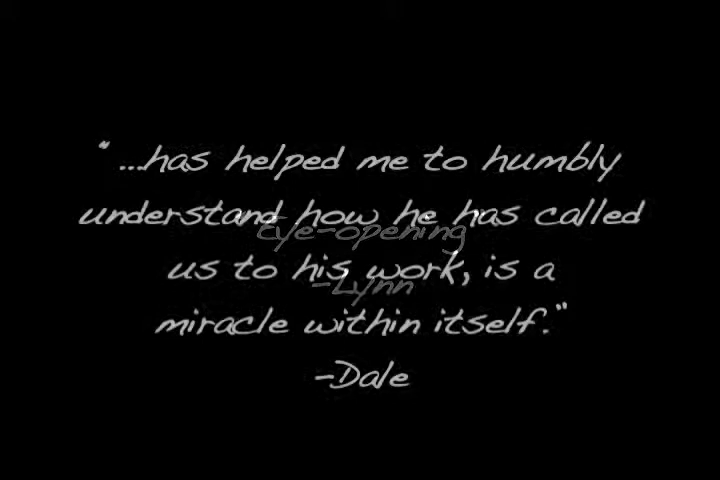 "...has helped me to humbly
understand how he has called
Eye-opening
us to his work, is a
-Lynn
miracle within itself."
-Dale